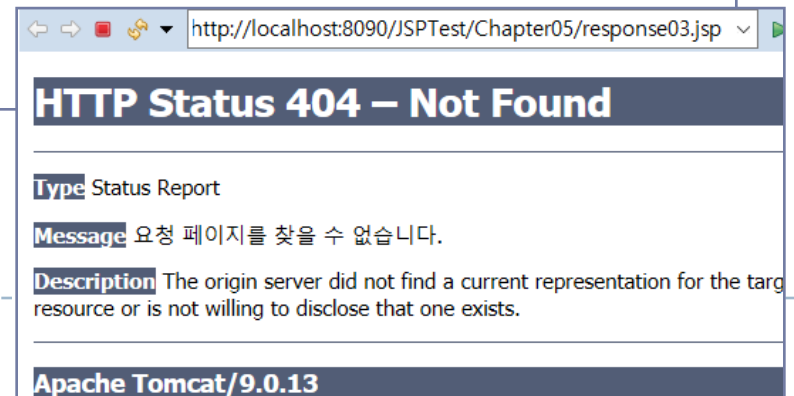 http://localhost:8090/JSPTest/Chapter05/response03.jsp
HTTP Status 404 – Not Found
Type Status Report
Message 요청 페이지를 찾을 수 없습니다.
Description The origin server did not find a current representation for the
resource or is not willing to disclose that one exists.
Apache Tomcat/9.0.13